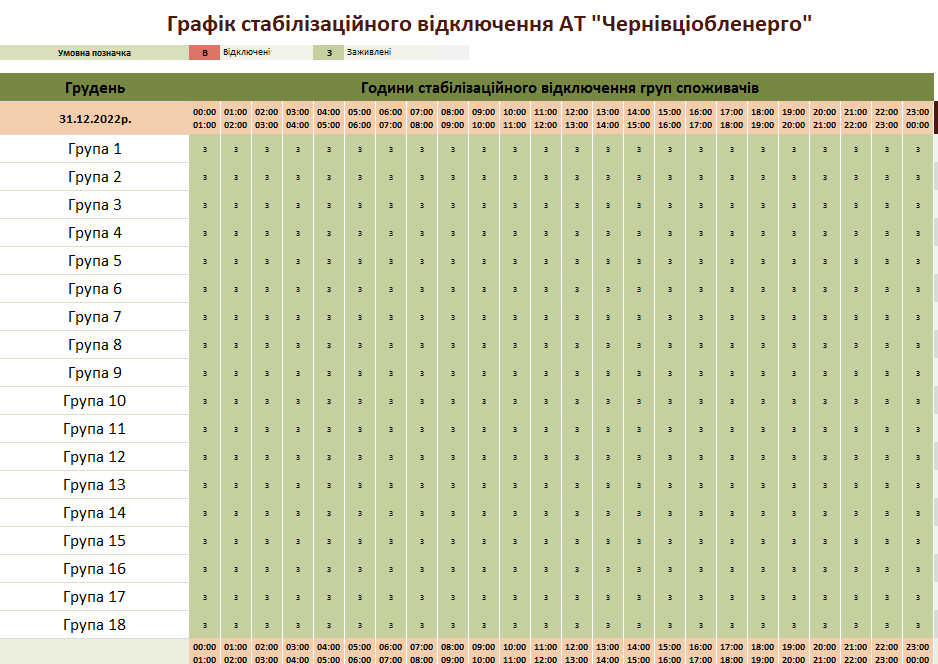 Графік стабілізаційного відключення АТ "Чернівціобленерго"
Умовна позначка В Відключені З Заживлені
Грудень Години стабілізаційного відключення груп споживачів
31.12.2022р. 00:00 01:00 02:00 03:00 04:00 05:00 06:00 07:00 08:00 09:00 10:00 11:00 12:00 13:00 14:00 15:00 16:00 17:00 18:00 19:00 20:00 21:00 22:00 23:00
01:00 02:00 03:00 04:00 05:00 06:00 07:00 08:00 09:00 10:00 11:00 12:00 13:00 14:00 15:00 16:00 17:00 18:00 19:00 20:00 21:00 22:00 23:00 00:00
Група 1 З З З З З З З З З З З З З З З З З З З З З З З З
Група 2 З З З З З З З З З З З З З З З З З З З З З З З З
Група 3 З З З З З З З З З З З З З З З З З З З З З З З З
Група 4 З З З З З З З З З З З З З З З З З З З З З З З З
Група 5 З З З З З З З З З З З З З З З З З З З З З З З З
Група 6 З З З З З З З З З З З З З З З З З З З З З З З З
Група 7 З З З З З З З З З З З З З З З З З З З З З З З З
Група 8 З З З З З З З З З З З З З З З З З З З З З З З З
Група 9 З З З З З З З З З З З З З З З З З З З З З З З З
Група 10 З З З З З З З З З З З З З З З З З З З З З З З З
Група 11 З З З З З З З З З З З З З З З З З З З З З З З З
Група 12 З З З З З З З З З З З З З З З З З З З З З З З З
Група 13 З З З З З З З З З З З З З З З З З З З З З З З З
Група 14 З З З З З З З З З З З З З З З З З З З З З З З З
Група 15 З З З З З З З З З З З З З З З З З З З З З З З З
Група 16 З З З З З З З З З З З З З З З З З З З З З З З З
Група 17 З З З З З З З З З З З З З З З З З З З З З З З З
Група 18 З З З З З З З З З З З З З З З З З З З З З З З З
00:00 01:00 02:00 03:00 04:00 05:00 06:00 07:00 08:00 09:00 10:00 11:00 12:00 13:00 14:00 15:00 16:00 17:00 18:00 19:00 20:00 21:00 22:00 23:00
01:00 02:00 03:00 04:00 05:00 06:00 07:00 08:00 09:00 10:00 11:00 12:00 13:00 14:00 15:00 16:00 17:00 18:00 19:00 20:00 21:00 22:00 23:00 00:00